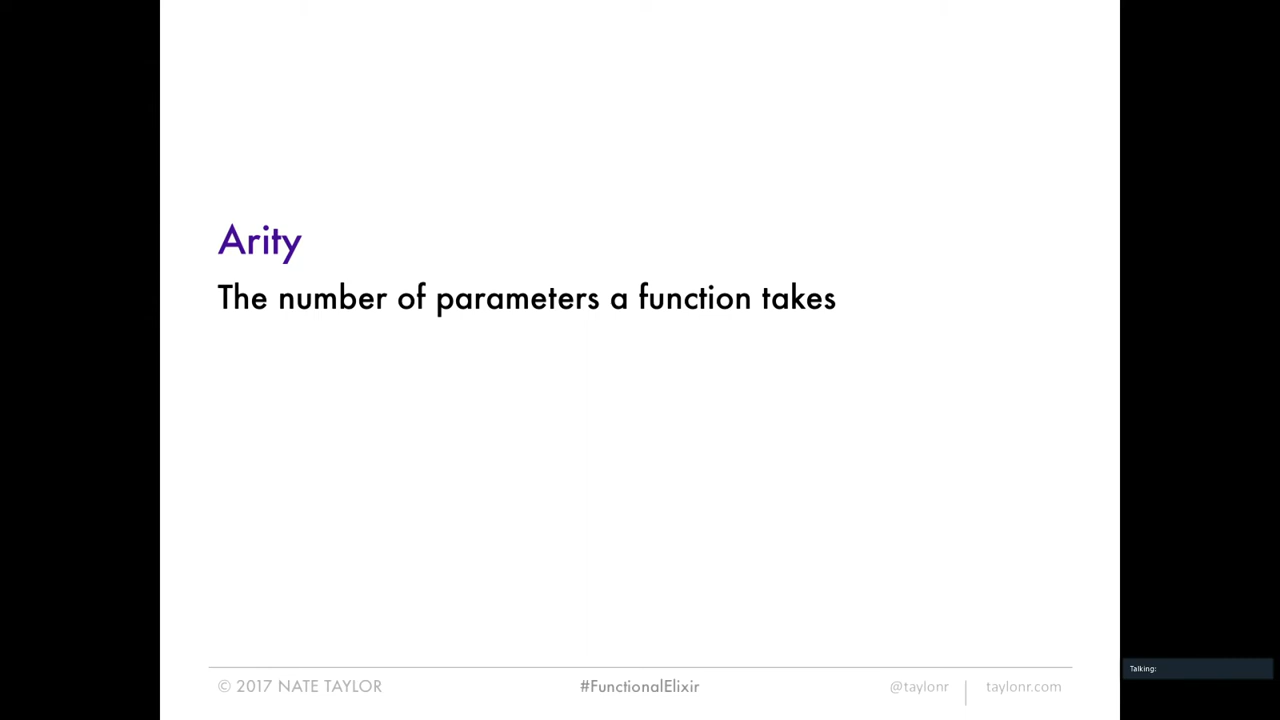 Arity
The number of parameters a function takes
© 2017 NATE TAYLOR
#FunctionalElixir
@taylonr
taylonr.com
Talking: